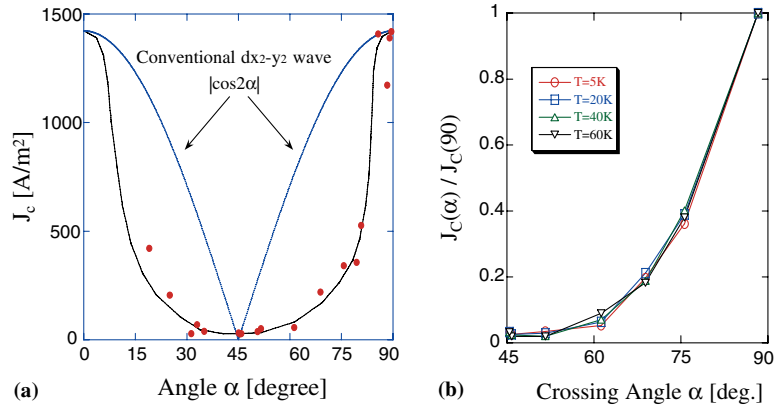 1500
1000
500
0
J_c [A/m²]
Conventional dx2-y2 wave
|cos2α|
0 15 30 45 60 75 90
(a) Angle α [degree]
1
0.8
0.6
0.4
0.2
0
J_C(α) / J_C(90)
T=5K
T=20K
T=40K
T=60K
45 60 75 90
(b) Crossing Angle α [deg.]